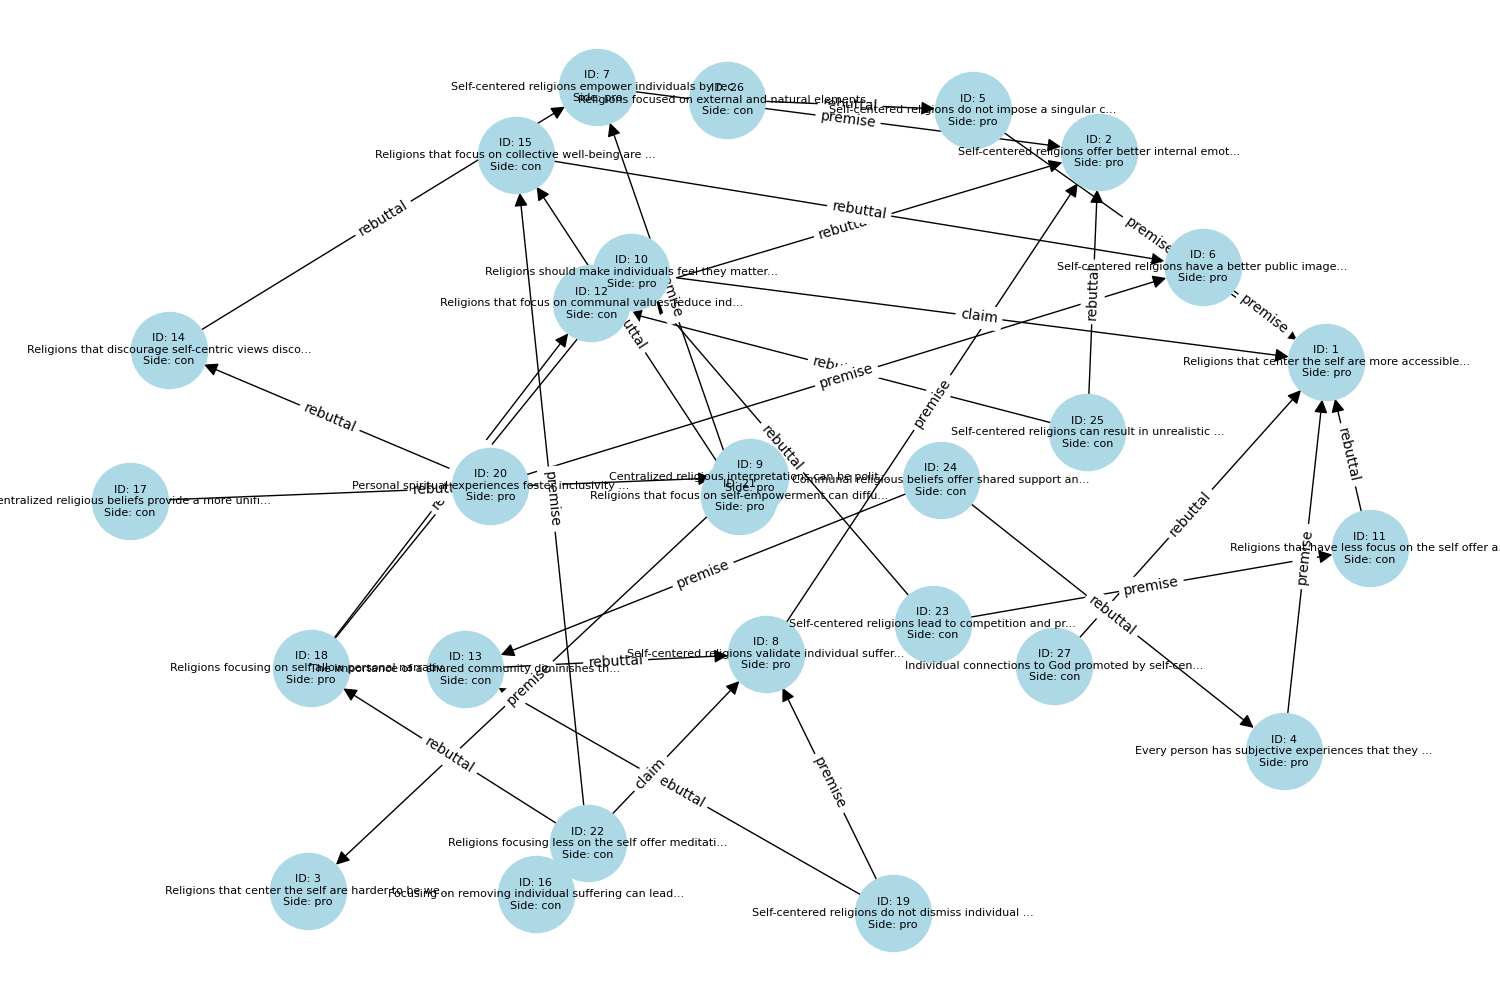 ID: 7
Self-centered religions empower individuals by rec...
Side: pro
ID: 26
Religions focused on external and natural elements...
Side: con
rebuttal
premise
ID: 5
Self-centered religions do not impose a singular c...
Side: pro
ID: 2
Self-centered religions offer better internal emot...
Side: pro
ID: 15
Religions that focus on collective well-being are ...
Side: con
rebuttal
rebuttal
premise
ID: 10
Religions should make individuals feel they matter...
Side: pro
ID: 6
Self-centered religions have a better public image...
Side: pro
ID: 12
Religions that focus on communal values reduce ind...
Side: con
rebuttal
claim
premise
ID: 14
Religions that discourage self-centric views disco...
Side: con
ID: 1
Religions that center the self are more accessible...
Side: pro
premise
premise
rebuttal
ID: 25
Self-centered religions can result in unrealistic ...
Side: con
rebuttal
rebuttal
ID: 20
Personal spiritual experiences foster inclusivity ...
Side: pro
ID: 9
Centralized religious interpretations can be polit...
Side: pro
ID: 21
Religions that focus on self-empowerment can diffu...
Side: pro
ID: 24
Communal religious beliefs offer shared support an...
Side: con
ID: 17
entralized religious beliefs provide a more unifi...
Side: con
premise
rebuttal
ID: 11
Religions that have less focus on the self offer a
Side: con
premise
premise
premise
rebuttal
ID: 23
Self-centered religions lead to competition and pr...
Side: con
ID: 18
Religions focusing on self allow personal narrativ...
Side: pro
ID: 13
The importance of a shared community diminishes th...
Side: con
rebuttal
ID: 8
Self-centered religions validate individual suffer...
Side: pro
ID: 27
Individual connections to God promoted by self-cen...
Side: con
premise
rebuttal
claim
ebuttal
premise
ID: 4
Every person has subjective experiences that they ...
Side: pro
ID: 22
Religions focusing less on the self offer meditati...
Side: con
ID: 3
Religions that center the self are harder to be we
Side: pro
ID: 16
Focusing on removing individual suffering can lead...
Side: con
ID: 19
Self-centered religions do not dismiss individual ...
Side: pro